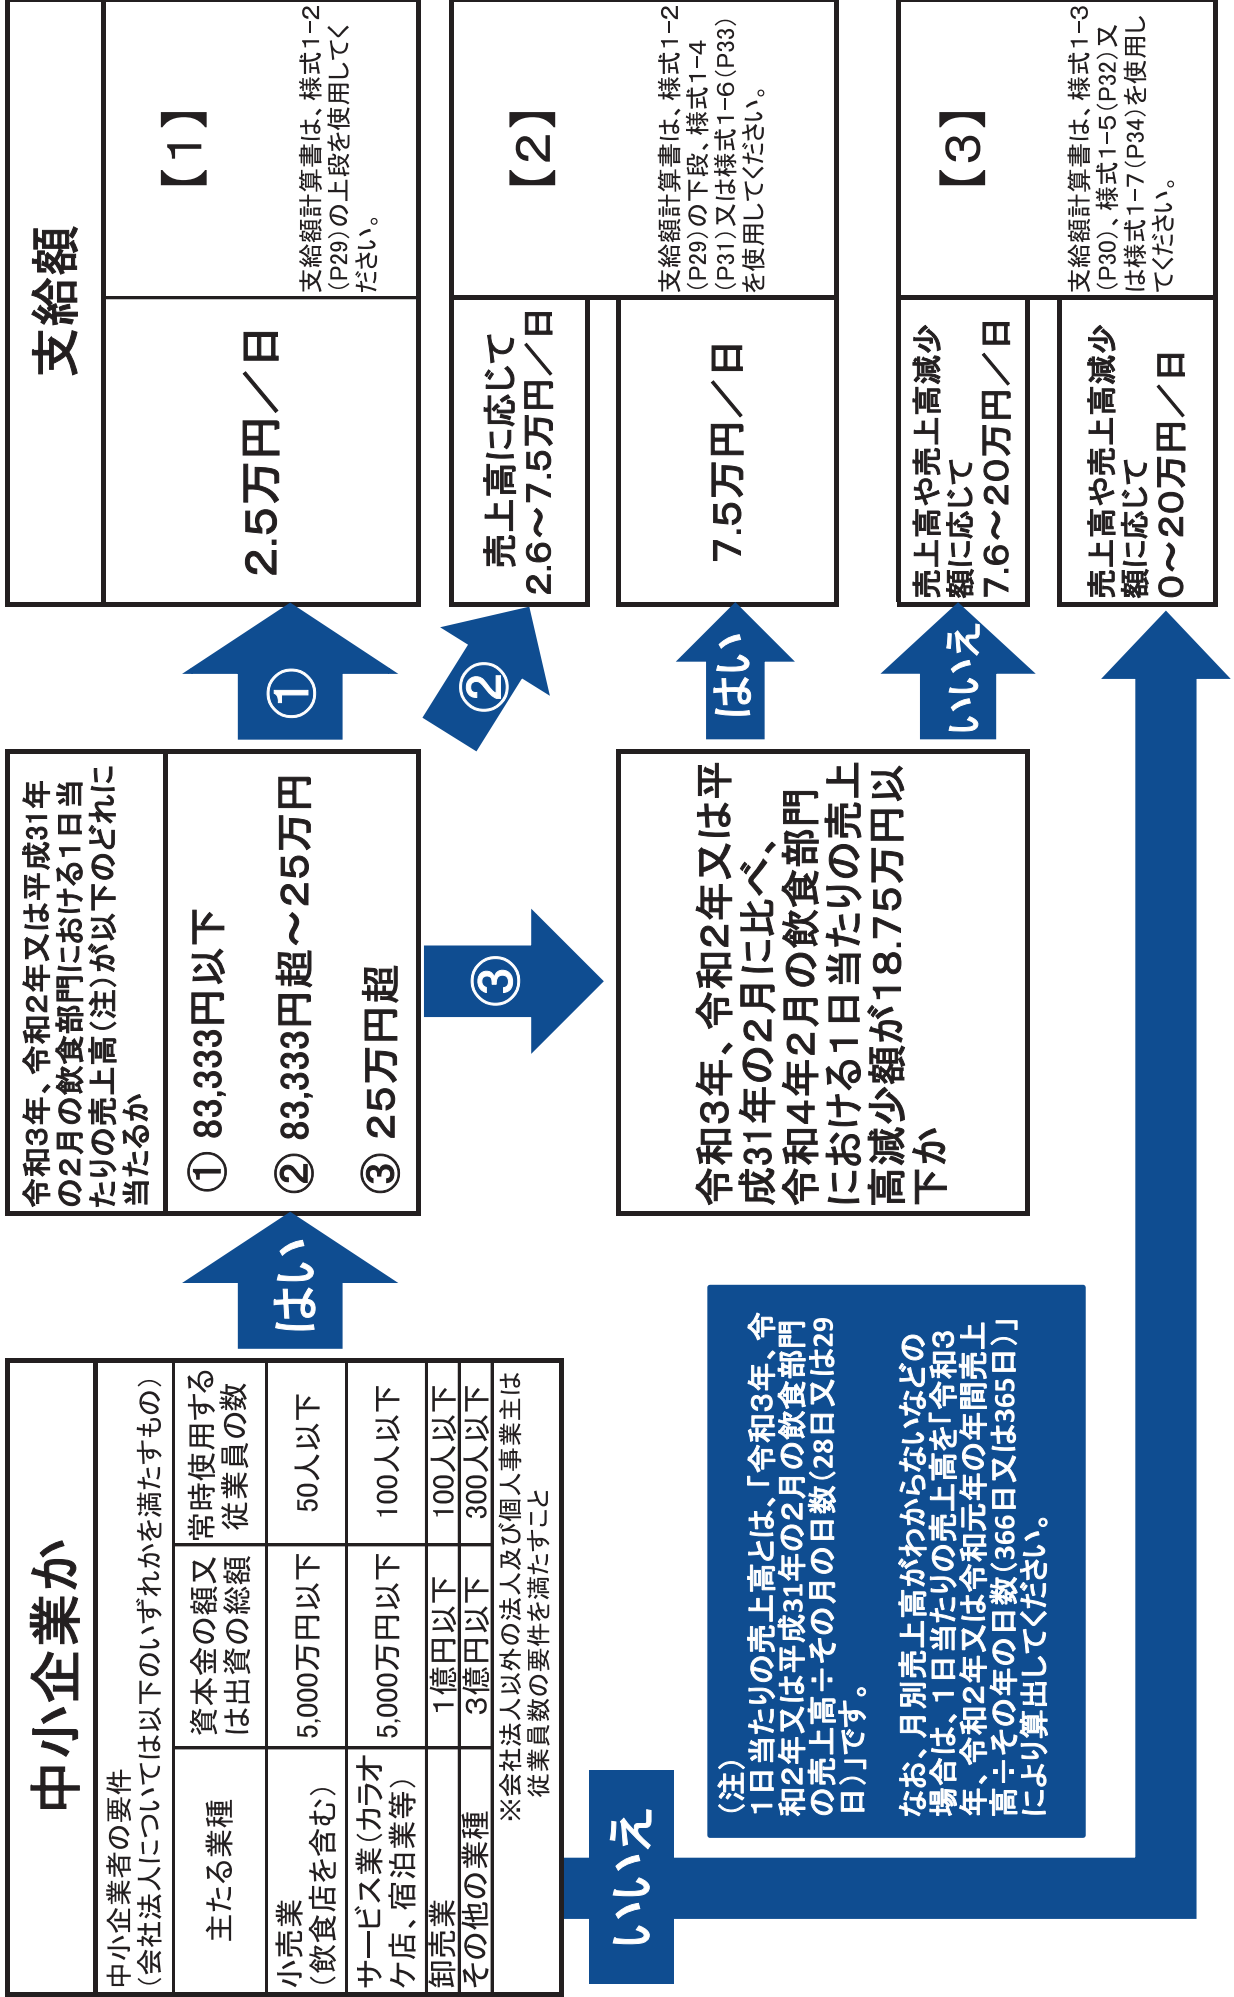 中小企業か
中小企業者の要件
（会社法人については以下のいずれかを満たすもの）
主たる業種
資本金の額又
は出資の総額
常時使用する
従業員の数
小売業
（飲食店を含む）
5,000万円以下
50人以下
サービス業（カラオ
ケ店、宿泊業等）
5,000万円以下
100人以下
卸売業
1億円以下
100人以下
その他の業種
3億円以下
300人以下
※会社法人以外の法人及び個人事業主は
従業員数の要件を満たすこと
はい
いいえ
令和3年、令和2年又は平成31年
の2月の飲食部門における1日当
たりの売上高（注）が以下のどれに
当たるか
① 83,333円以下
② 83,333円超～25万円
③ 25万円超
①
②
③
令和3年、令和2年又は平
成31年の2月に比べ、
令和4年2月の飲食部門
における1日当たりの売上
高減少額が18.75万円以
下か
はい
いいえ
（注）
1日当たりの売上高とは、「令和3年、令
和2年又は平成31年の2月の飲食部門
の売上高÷その月の日数（28日又は29
日）」です。
なお、月別売上高がわからないなどの
場合は、1日当たりの売上高を「令和3
年、令和2年又は令和元年の年間売上
高÷その年の日数（366日又は365日）」
により算出してください。
支給額
2.5万円／日
【1】
支給額計算書は、様式1-2
（P29）の上段を使用してく
ださい。
売上高に応じて
2.6～7.5万円／日
7.5万円／日
【2】
支給額計算書は、様式1-2
（P29）の下段、様式1-4
（P31）又は様式1-6（P33）
を使用してください。
売上高や売上高減少
額に応じて
7.6～20万円／日
売上高や売上高減少
額に応じて
0～20万円／日
【3】
支給額計算書は、様式1-3
（P30）、様式1-5（P32）又
は様式1-7（P34）を使用し
てください。